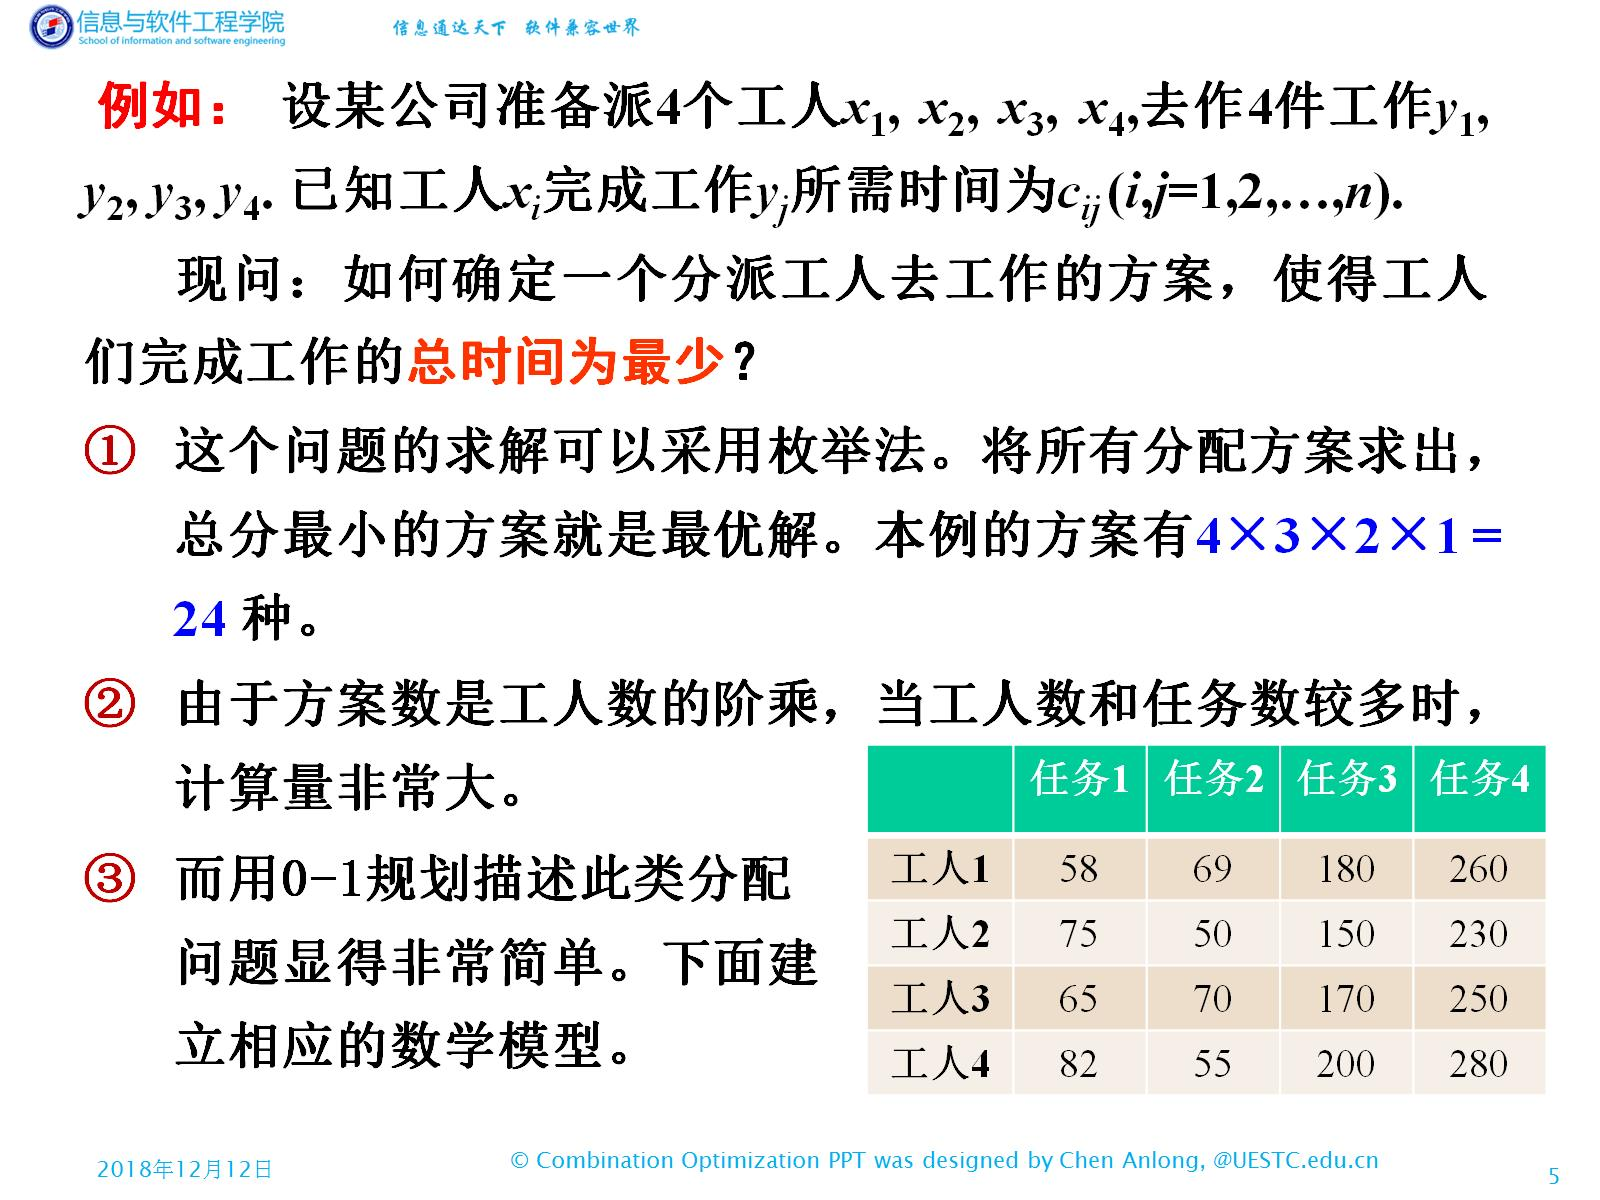 信息与软件工程学院
School of information and software engineering
信息通达天下 软件兼容世界
例如： 设某公司准备派4个工人x1, x2, x3, x4,去作4件工作y1,
y2, y3, y4. 已知工人xi完成工作yj所需时间为cij (i,j=1,2,…,n).
现问：如何确定一个分派工人去工作的方案，使得工人
们完成工作的总时间为最少？
① 这个问题的求解可以采用枚举法。将所有分配方案求出，
总分最小的方案就是最优解。本例的方案有4×3×2×1 =
24 种。
② 由于方案数是工人数的阶乘，当工人数和任务数较多时，
计算量非常大。
③ 而用0-1规划描述此类分配
问题显得非常简单。下面建
立相应的数学模型。
任务1 任务2 任务3 任务4
工人1 58 69 180 260
工人2 75 50 150 230
工人3 65 70 170 250
工人4 82 55 200 280
2018年12月12日
© Combination Optimization PPT was designed by Chen Anlong, @UESTC.edu.cn
5